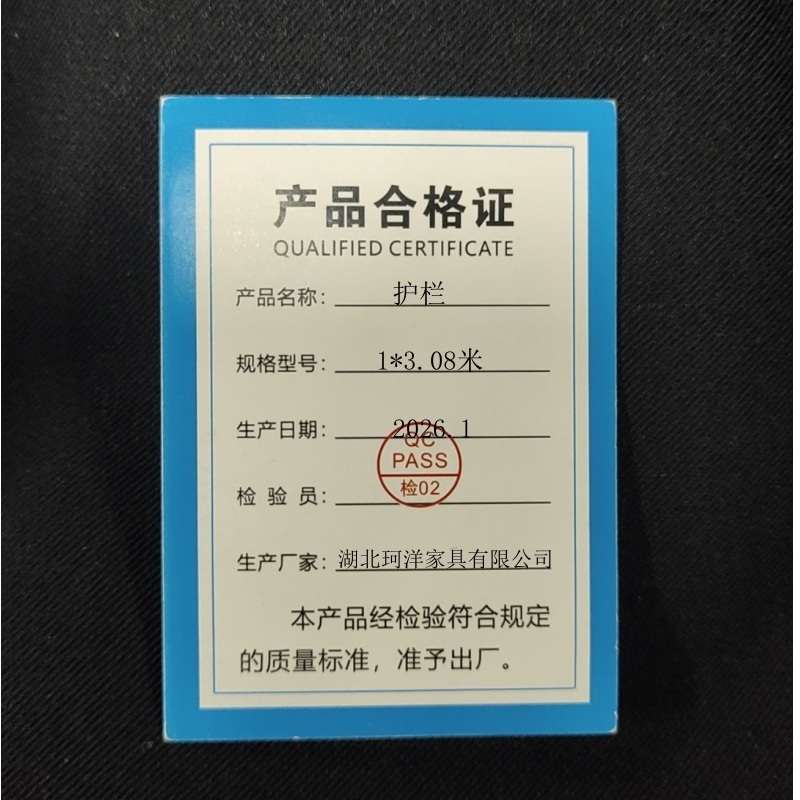 产品合格证
QUALIFIED CERTIFICATE
产品名称：护栏
规格型号：1*3.08米
生产日期：2026.1
QC
PASS
检02
检 验 员：
生产厂家：湖北珂洋家具有限公司
本产品经检验符合规定
的质量标准，准予出厂。